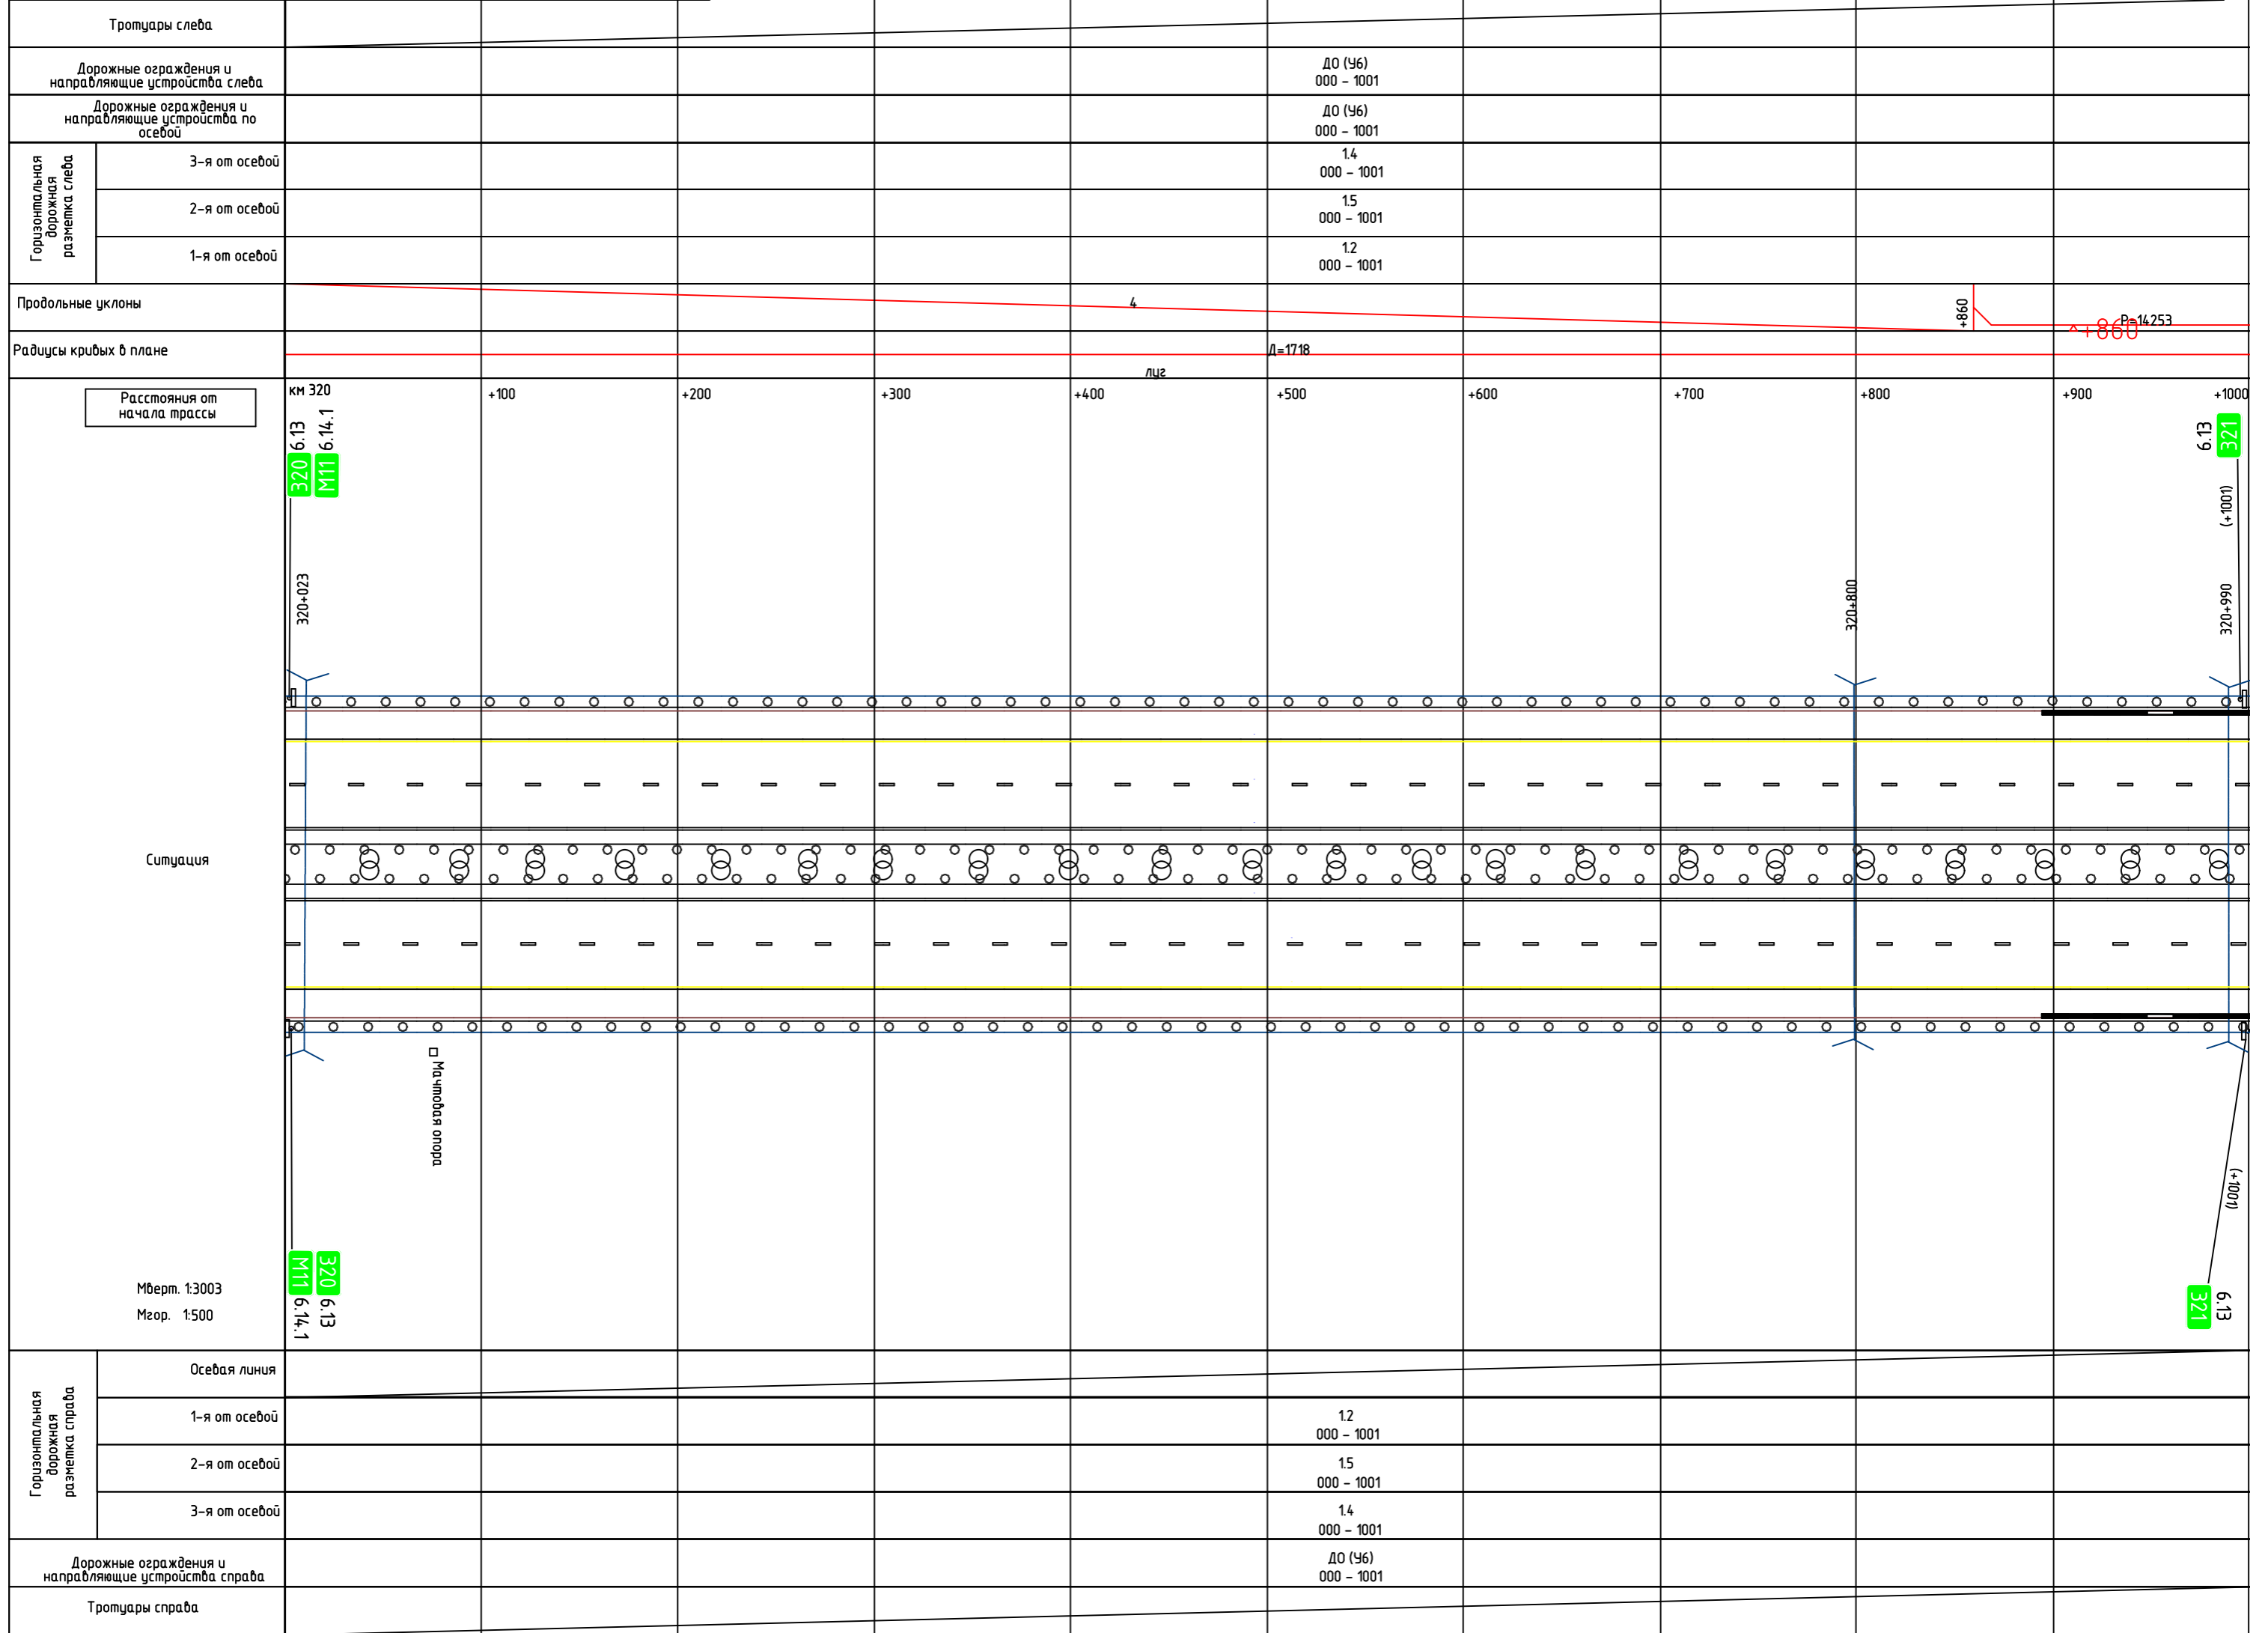 Тротуары слева
Дорожные ограждения и
направляющие устройства слева
ДО (У6)
000 - 1001
Дорожные ограждения и
направляющие устройства по
осевой
ДО (У6)
000 - 1001
Горизонтальная
дорожная
разметка слева
3-я от осевой
1.4
000 - 1001
2-я от осевой
1.5
000 - 1001
1-я от осевой
1.2
000 - 1001
Продольные уклоны
4
+860
Р=14253
+860
Радиусы кривых в плане
Д=1718
луг
Расстояния от
начала трассы
км 320
+100
+200
+300
+400
+500
+600
+700
+800
+900
+1000
320 6.13
М11 6.14.1
6.13
321
(+1001)
320+023
320+800
320+990
Ситуация
Мачтовая опора
(+1001)
М11 6.14.1
320 6.13
321
6.13
Мверт. 1:3003
Мгор. 1:500
Горизонтальная
дорожная
разметка справа
Осевая линия
1-я от осевой
1.2
000 - 1001
2-я от осевой
1.5
000 - 1001
3-я от осевой
1.4
000 - 1001
Дорожные ограждения и
направляющие устройства справа
ДО (У6)
000 - 1001
Тротуары справа